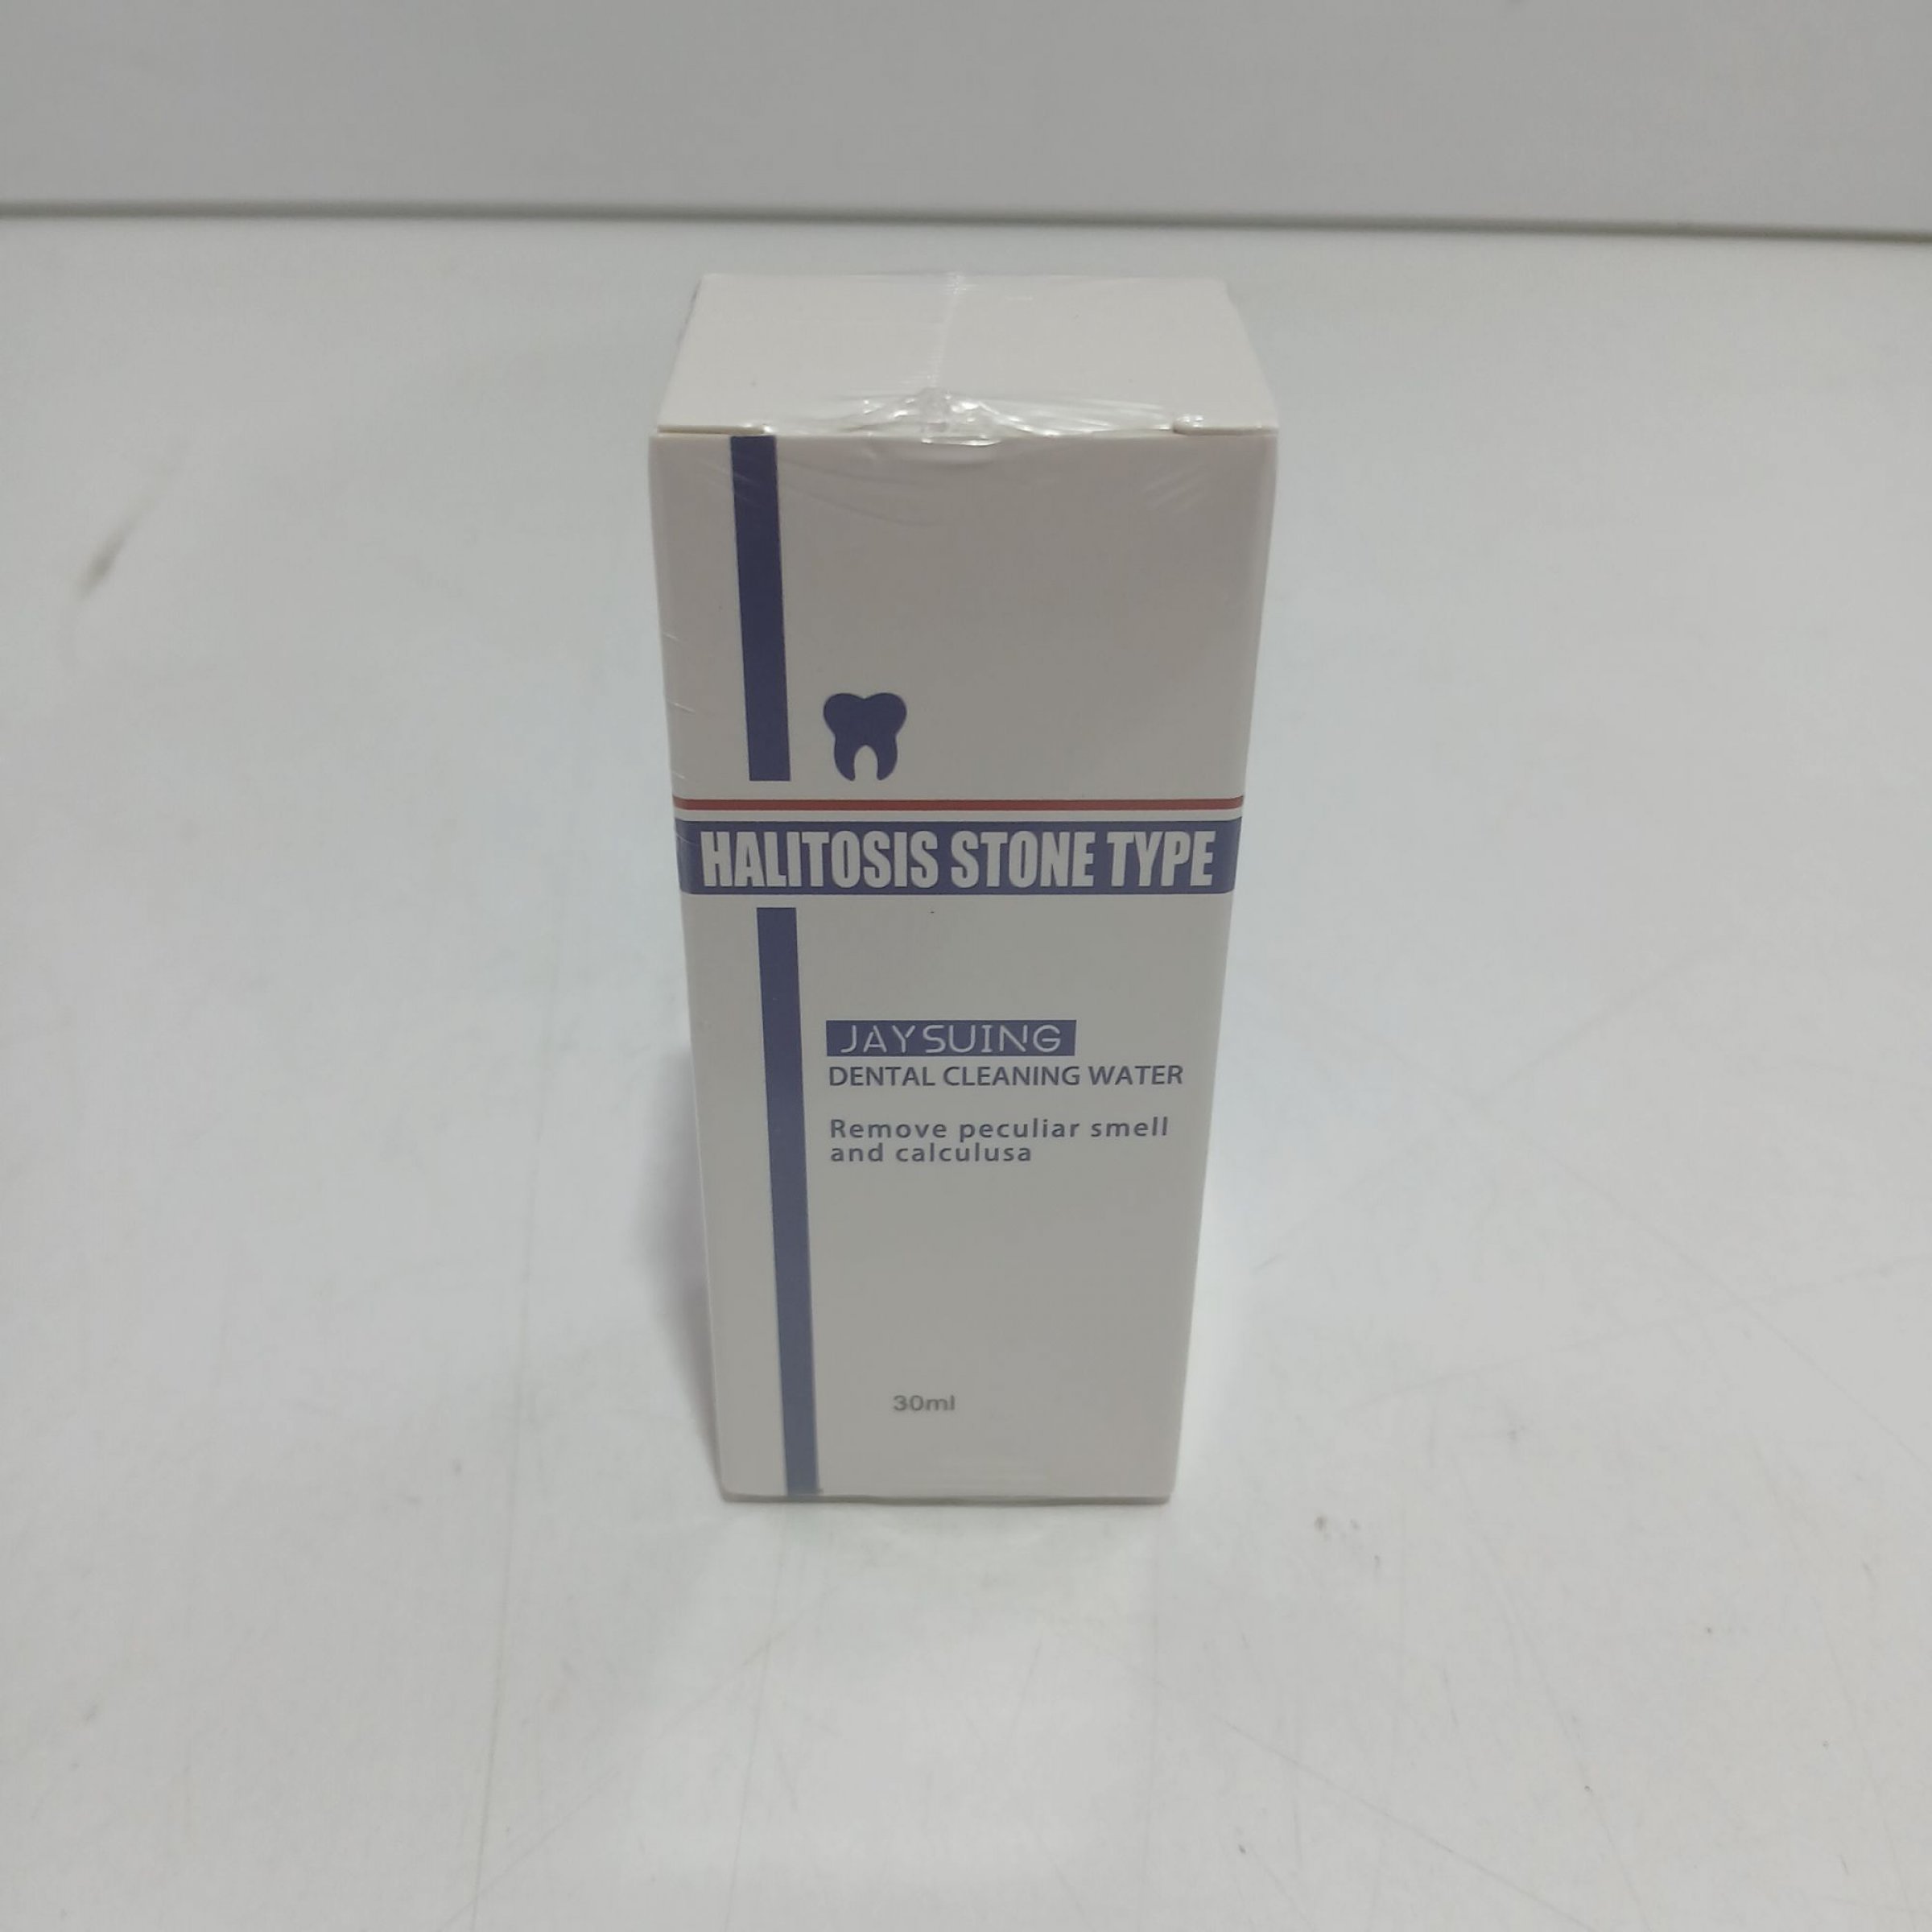 HALITOSIS STONE TYPE
JAYSUING
DENTAL CLEANING WATER
Remove peculiar smell
and calculusa
30ml